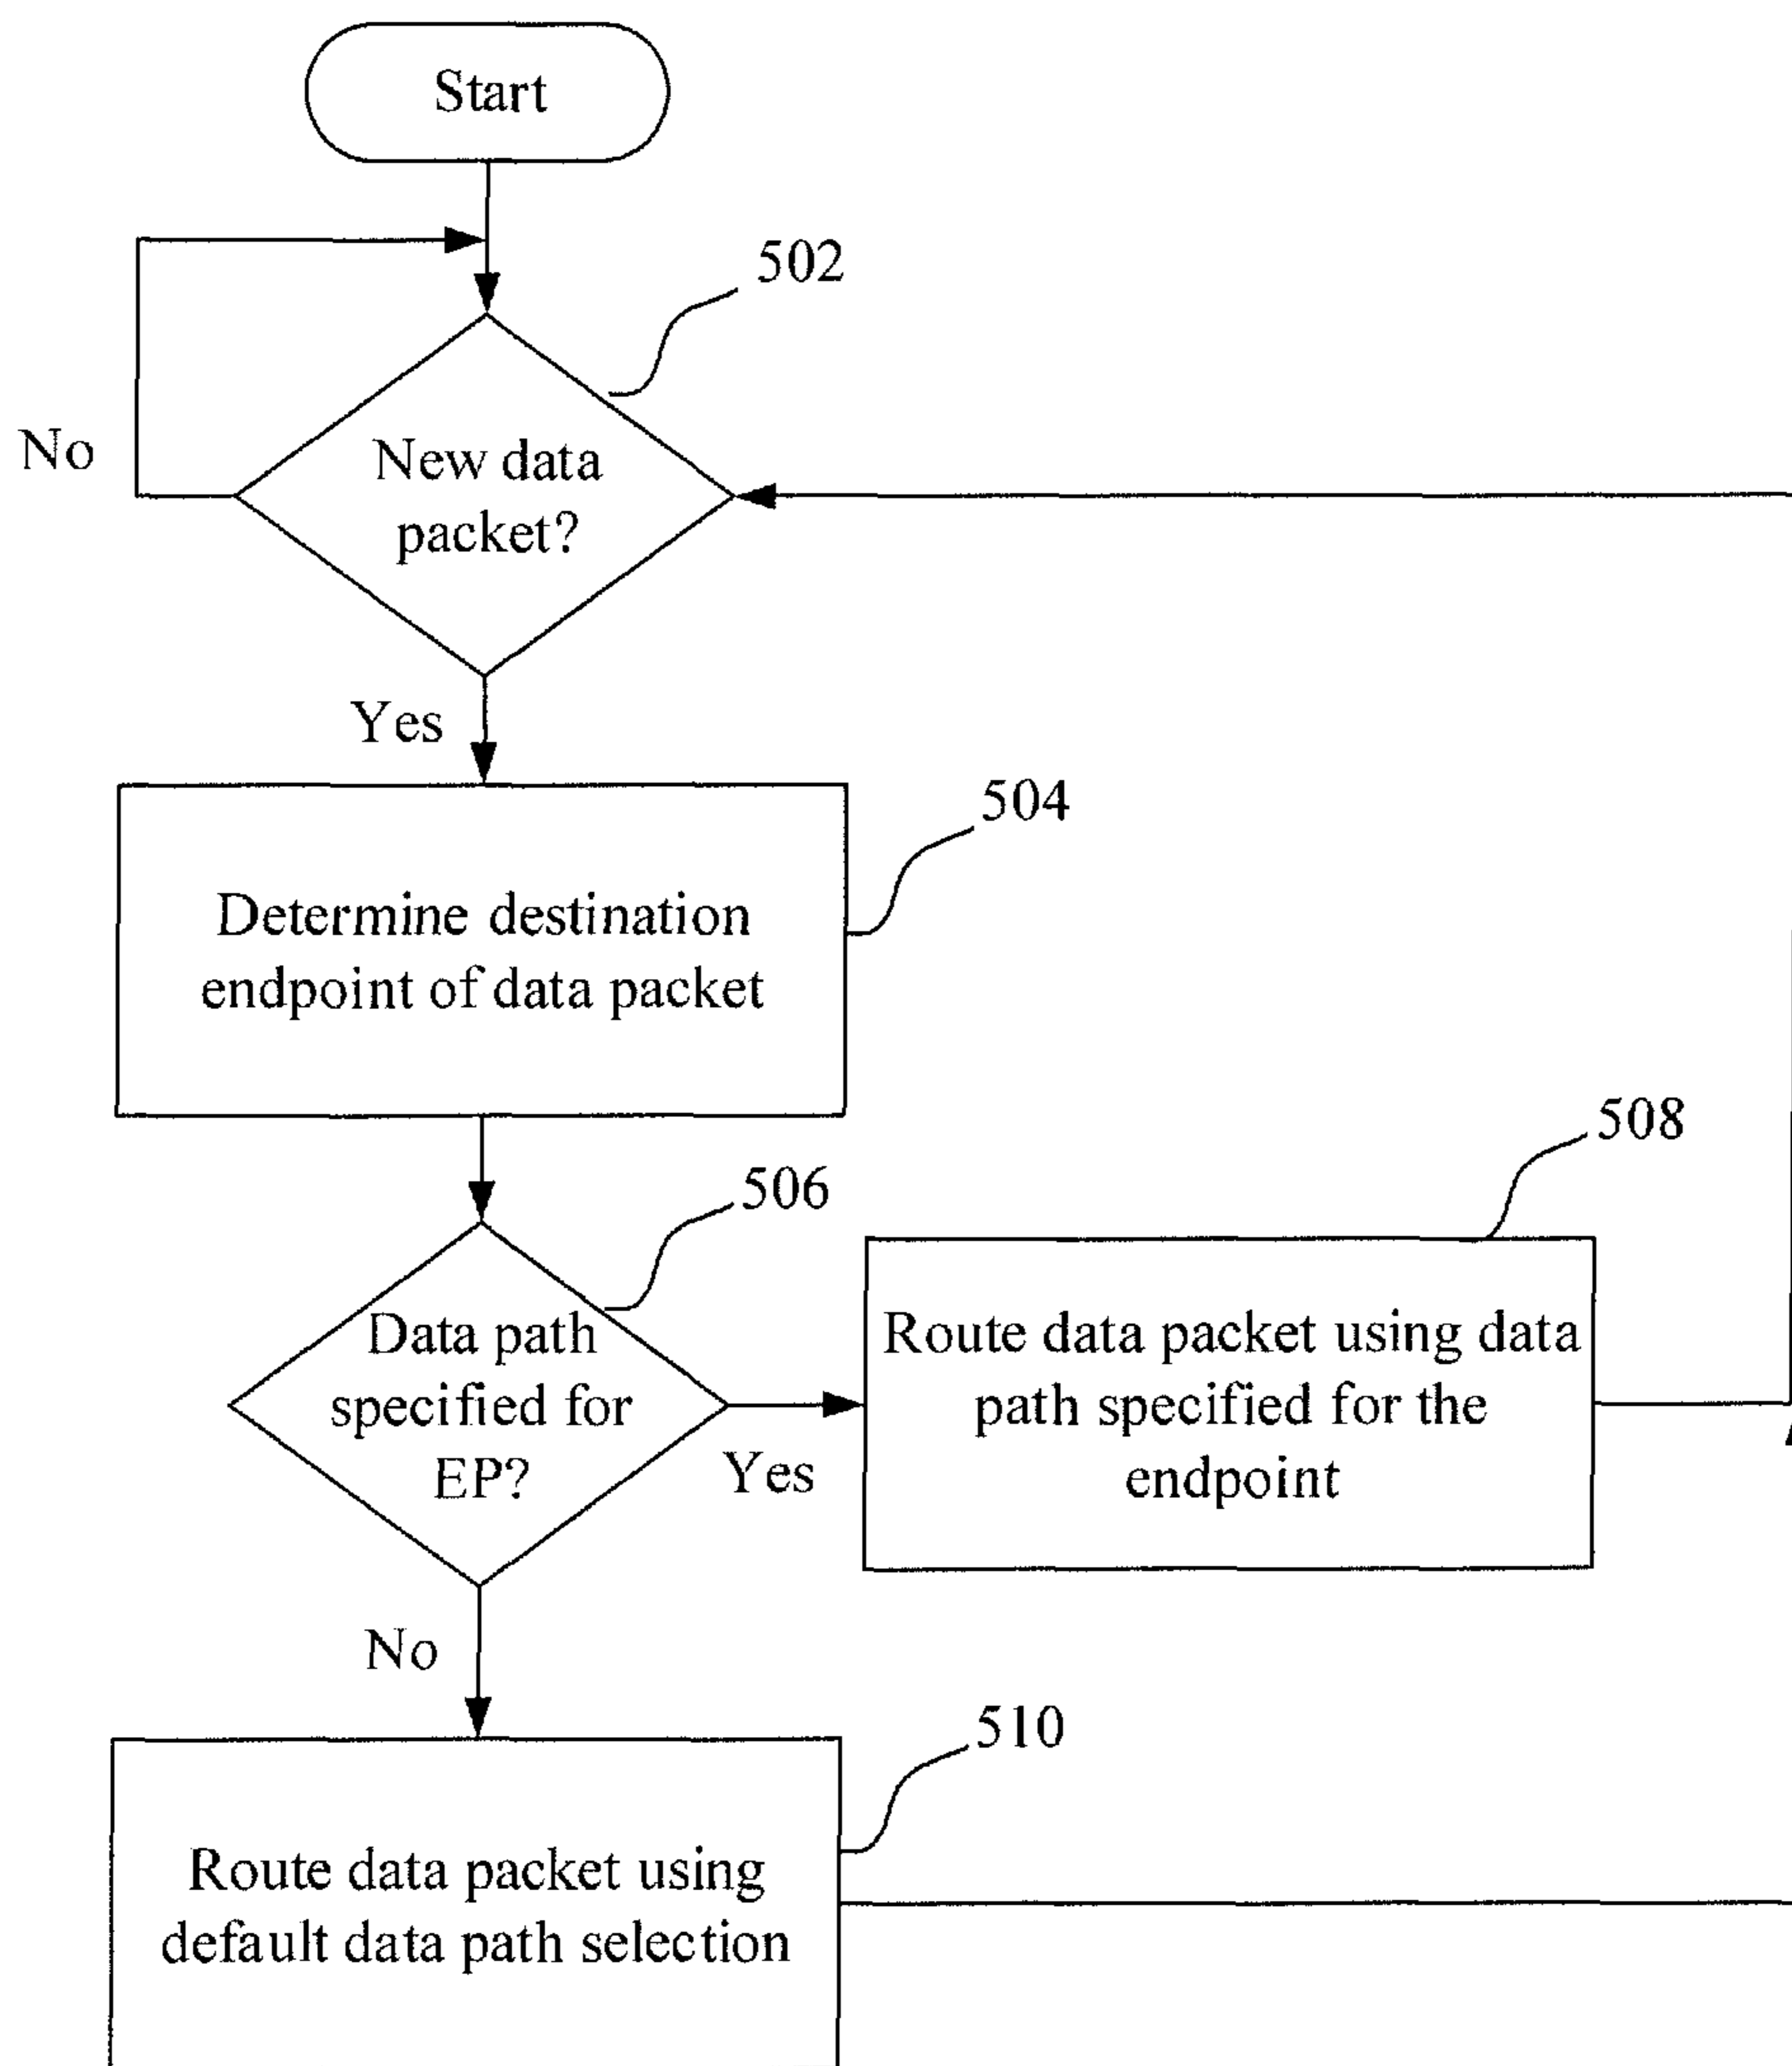 Start
502
No
New data
packet?
Yes
504
Determine destination
endpoint of data packet
506
508
Data path
specified for
EP?
Yes
Route data packet using data
path specified for the
endpoint
No
510
Route data packet using
default data path selection